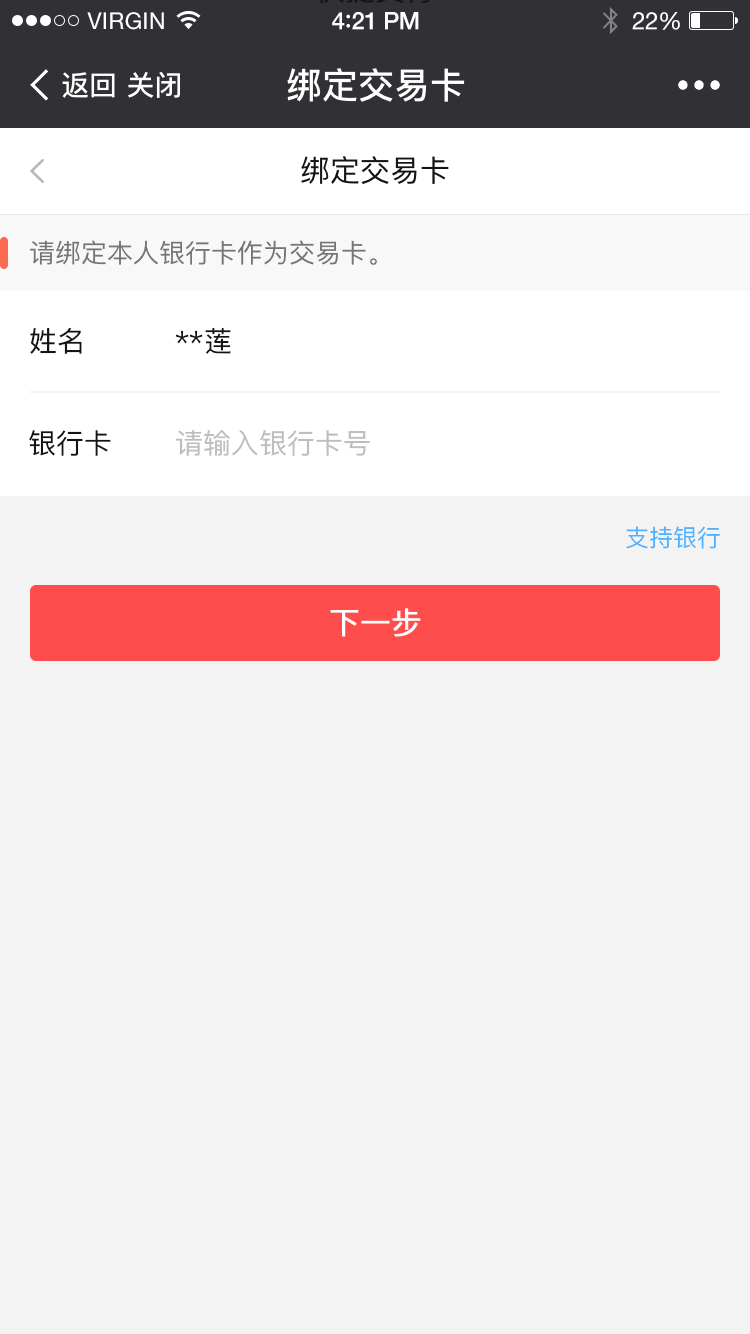 VIRGIN 4:21 PM 22%
返回 关闭 绑定交易卡
绑定交易卡
请绑定本人银行卡作为交易卡。
姓名 **莲
银行卡 请输入银行卡号
支持银行
下一步